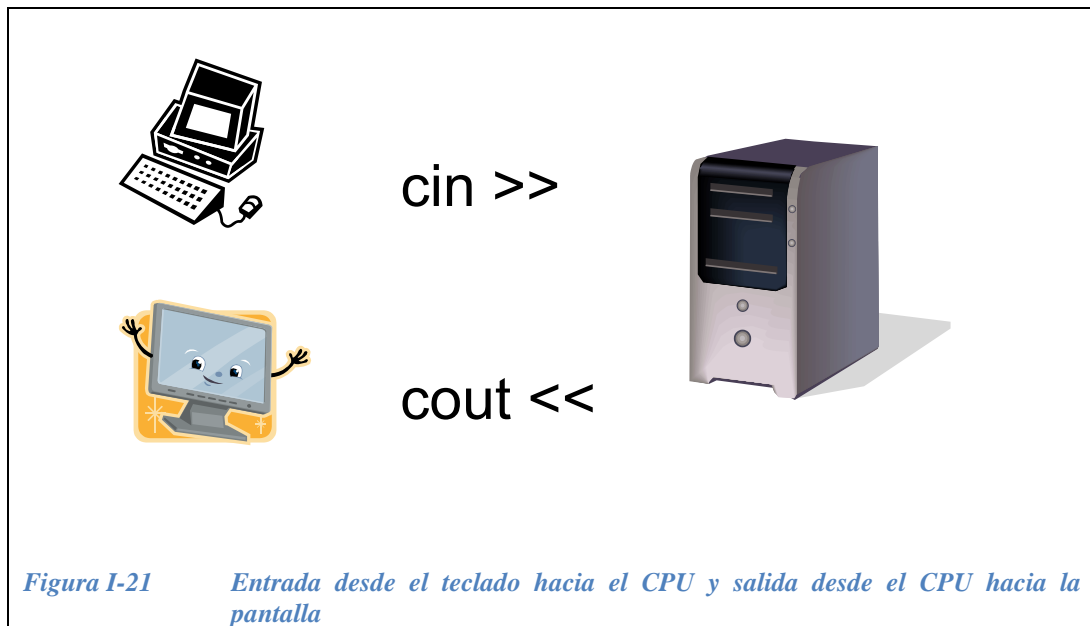 cin >>
cout <<
Figura I-21 Entrada desde el teclado hacia el CPU y salida desde el CPU hacia la
pantalla